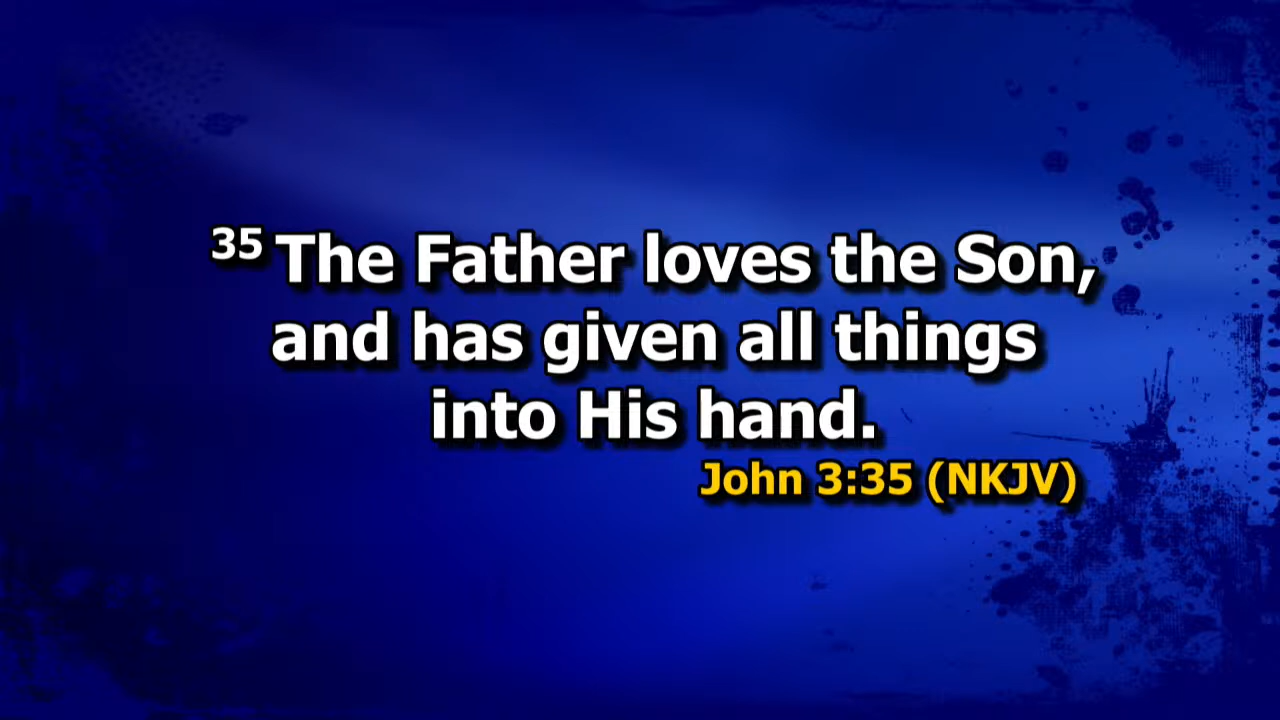 35 The Father loves the Son,
and has given all things
into His hand.
John 3:35 (NKJV)